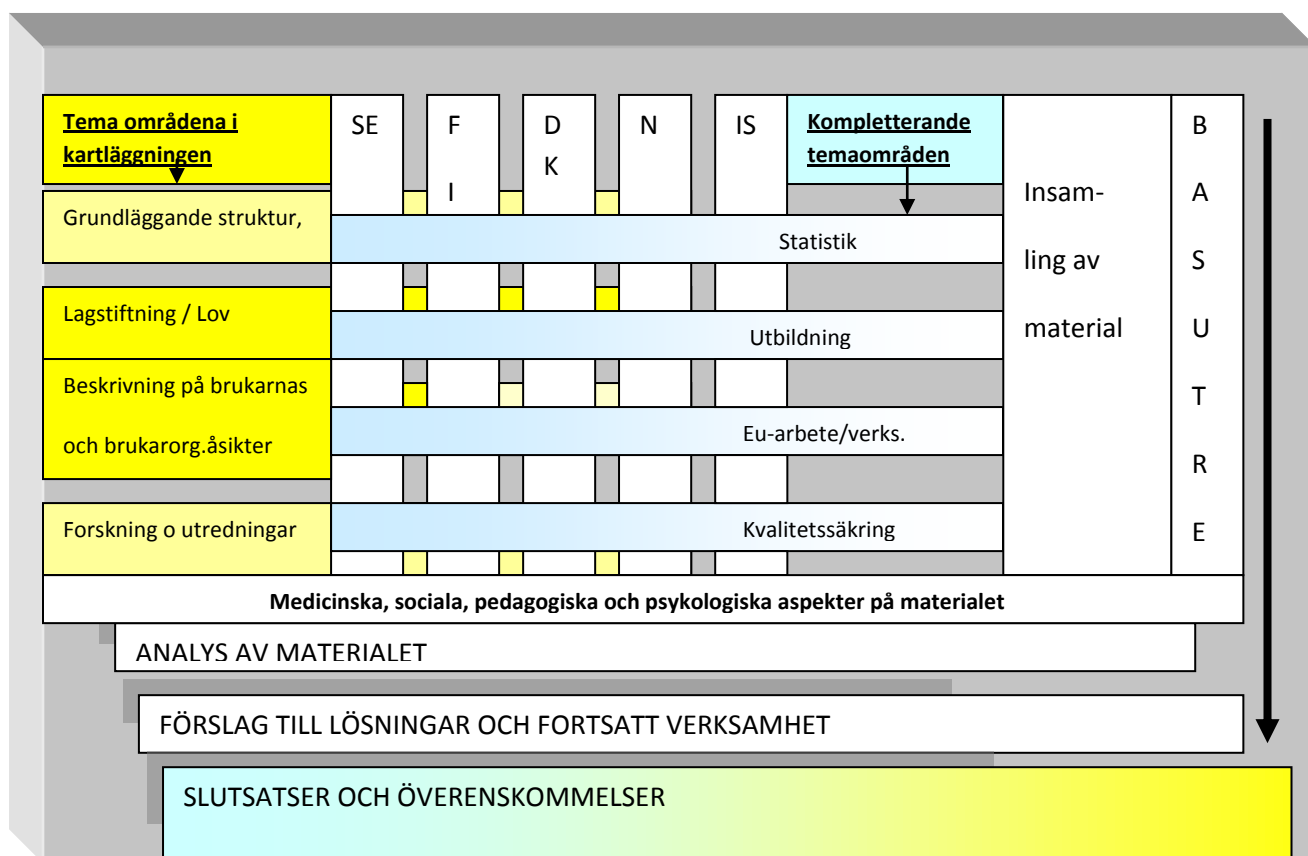 Tema områdena i
kartläggningen
SE
F
I
D
K
N
IS
Kompletterande
temaområden
Insam-
ling av
material
B
A
S
U
T
R
E
Grundläggande struktur,
Statistik
Lagstiftning / Lov
Utbildning
Beskrivning på brukarnas
och brukarorg.åsikter
Eu-arbete/verks.
Forskning o utredningar
Kvalitetssäkring
Medicinska, sociala, pedagogiska och psykologiska aspekter på materialet
ANALYS AV MATERIALET
FÖRSLAG TILL LÖSNINGAR OCH FORTSATT VERKSAMHET
SLUTSATSER OCH ÖVERENSKOMMELSER